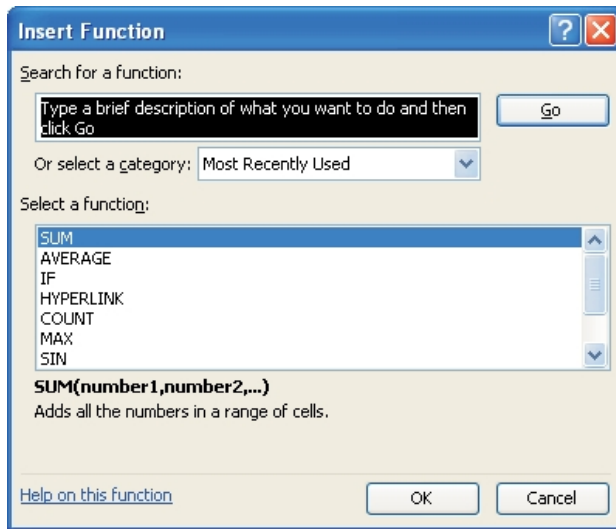 Insert Function
Search for a function:
Type a brief description of what you want to do and then
click Go
Go
Or select a category: Most Recently Used
Select a function:
SUM
AVERAGE
IF
HYPERLINK
COUNT
MAX
SIN
SUM(number1,number2,...)
Adds all the numbers in a range of cells.
Help on this function
OK
Cancel